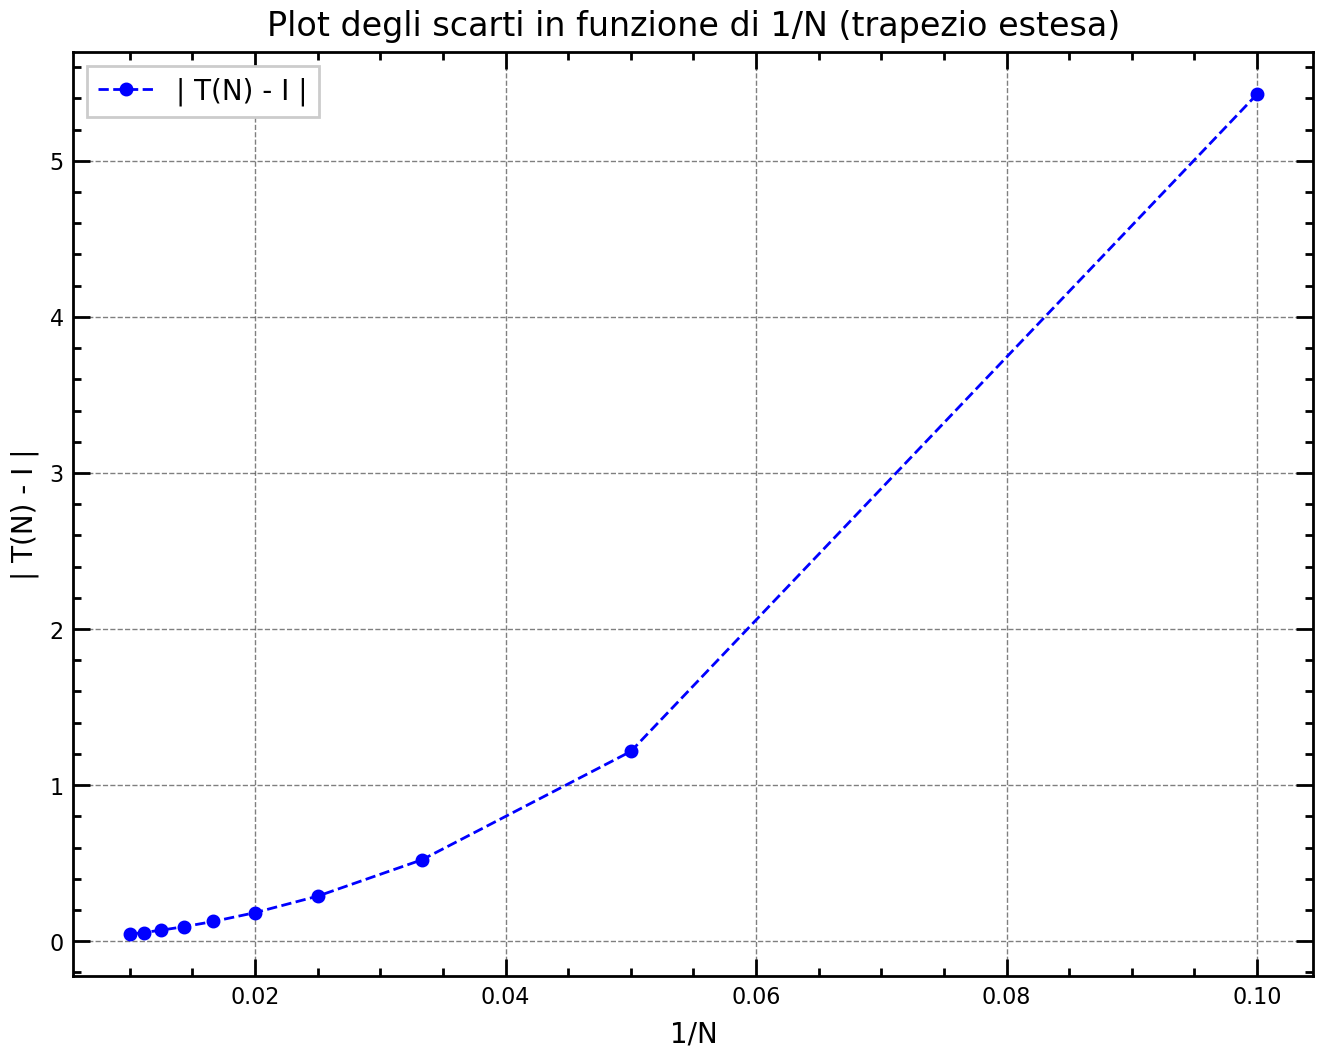 Plot degli scarti in funzione di 1/N (trapezio estesa)
| T(N) - I |
| T(N) - I |
5
4
3
2
1
0
0.02 0.04 0.06 0.08 0.10
1/N